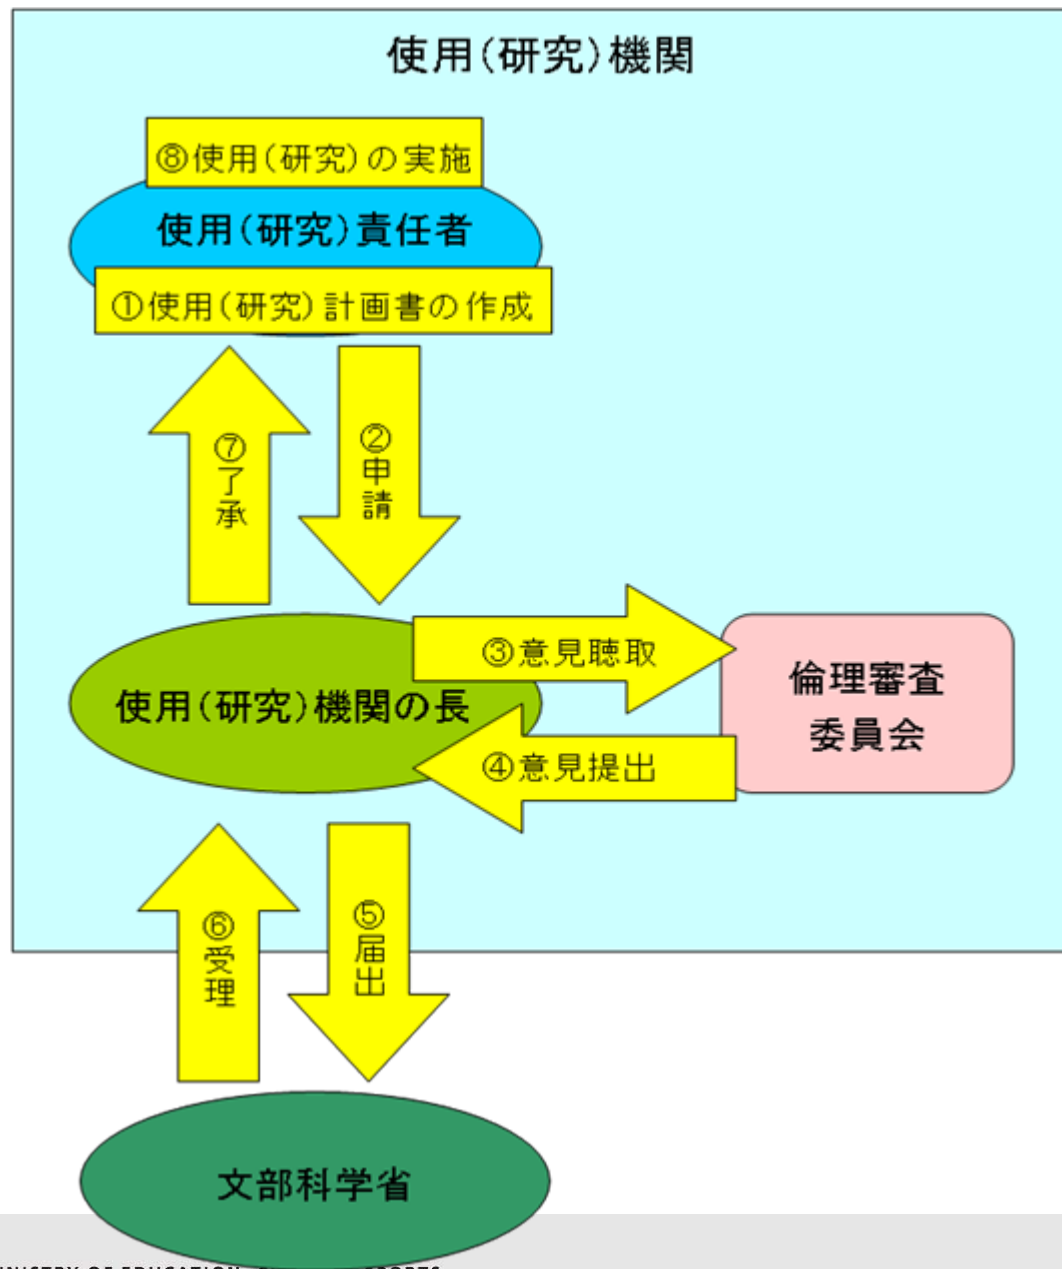 使用(研究)機関
⑧使用(研究)の実施
使用(研究)責任者
①使用(研究)計画書の作成
⑦了承
②申請
③意見聴取
使用(研究)機関の長
倫理審査
委員会
④意見提出
⑥受理
⑤届出
文部科学省